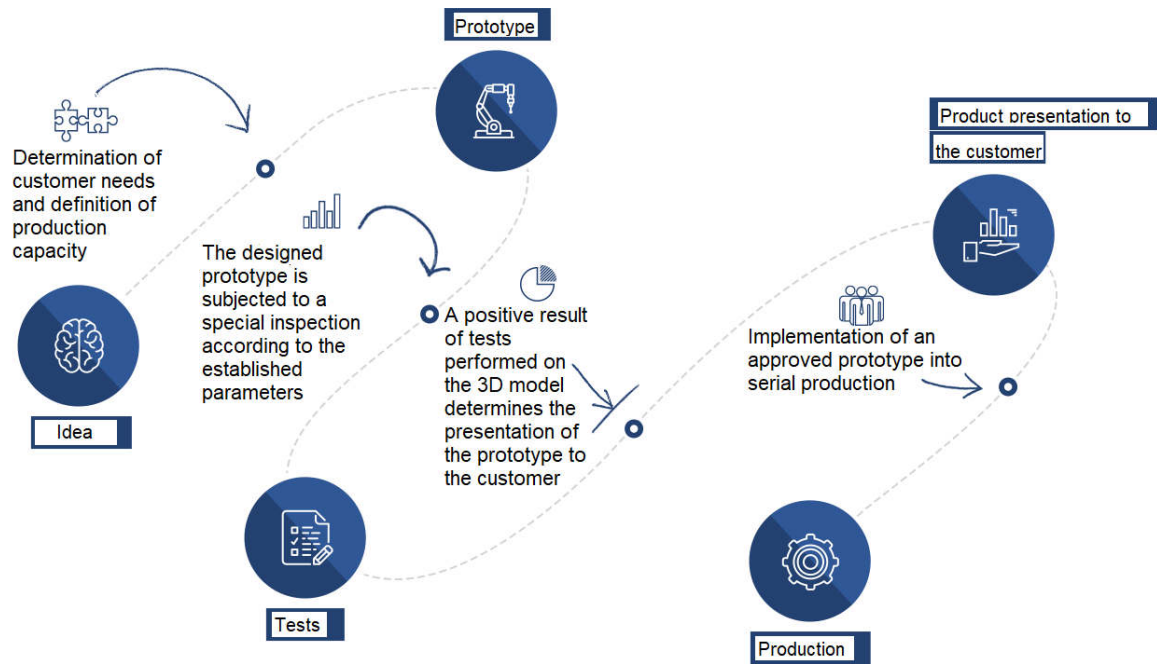 Prototype
Determination of
customer needs
and definition of
production
capacity
Idea
The designed
prototype is
subjected to a
special inspection
according to the
established
parameters
A positive result
of tests
performed on
the 3D model
determines the
presentation of
the prototype to
the customer
Tests
Product presentation to
the customer
Implementation of an
approved prototype into
serial production
Production